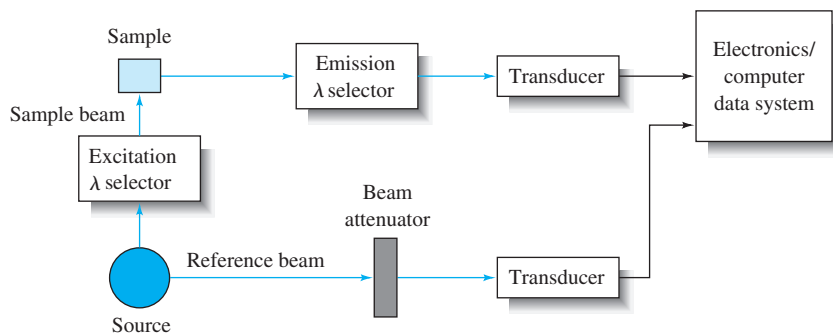 Sample
Emission
λ selector
Transducer
Electronics/
computer
data system
Sample beam
Excitation
λ selector
Beam
attenuator
Reference beam
Transducer
Source